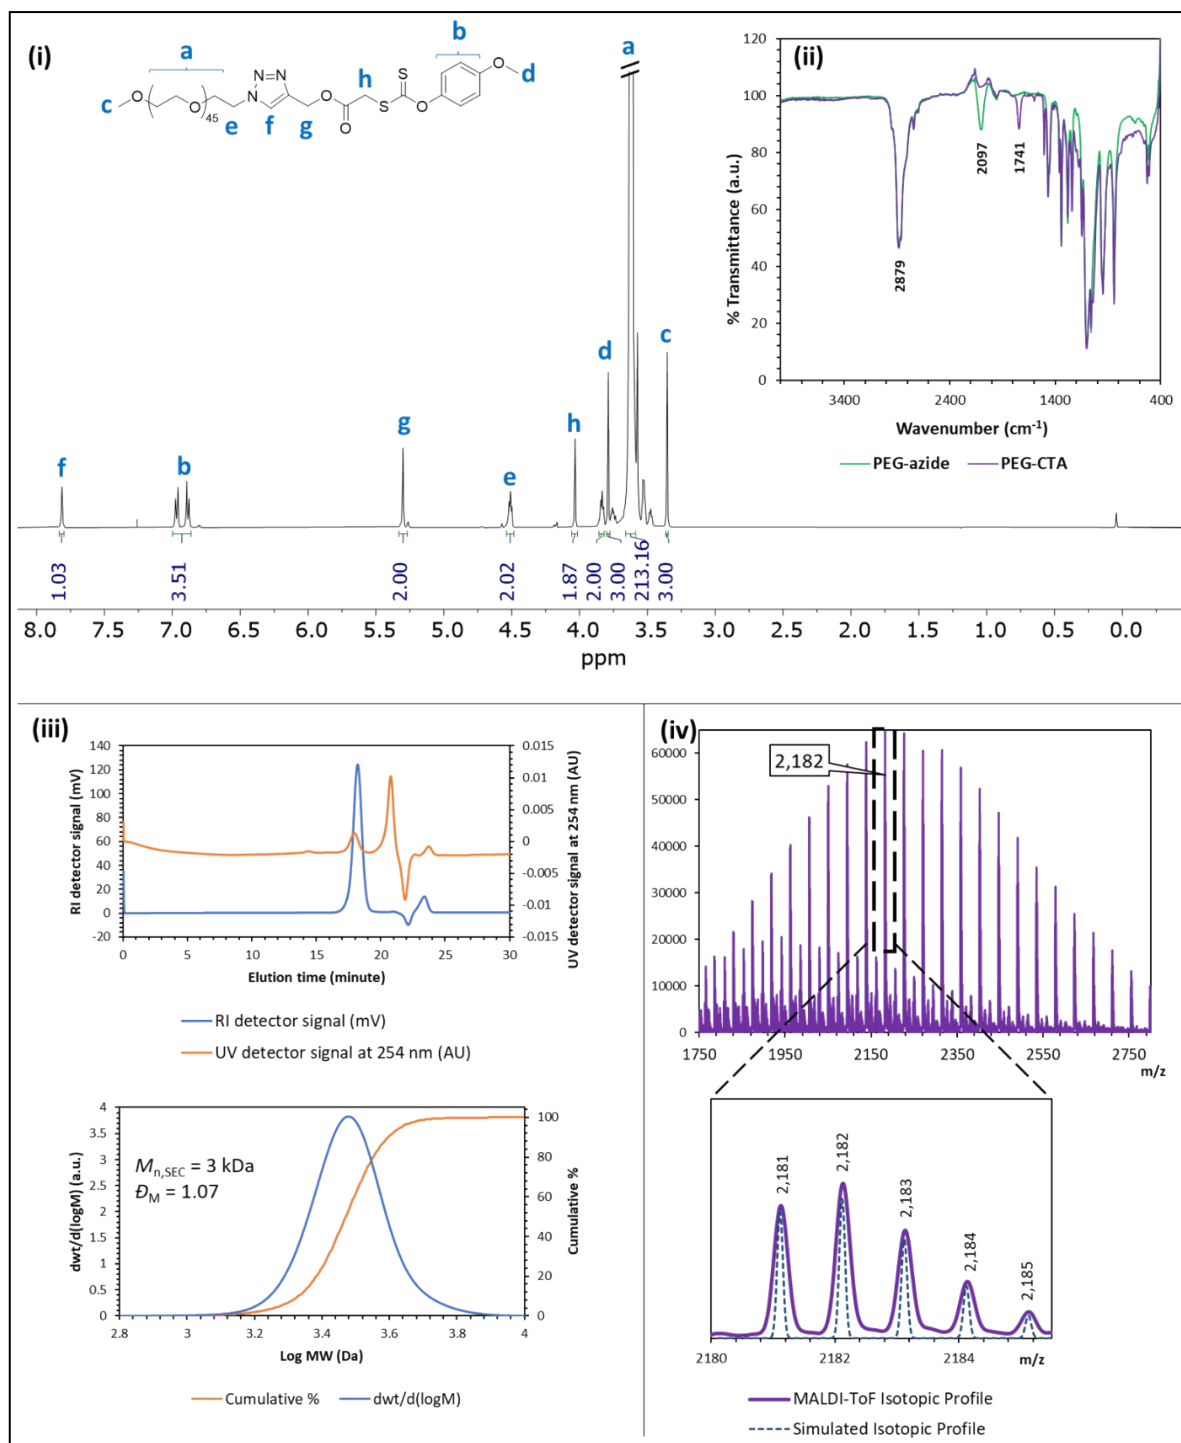 (i)
a
b
c
d
e
f
g
h
N=N
N
O
O
45
N
O
O
S
S
O
O
a
f
b
g
e
h
d
c
1.03
3.51
2.00
2.02
1.87
2.00
3.00
213.16
3.00
8.0 7.5 7.0 6.5 6.0 5.5 5.0 4.5 4.0 3.5 3.0 2.5 2.0 1.5 1.0 0.5 0.0
ppm
(ii)
% Transmittance (a.u.)
120
100
80
60
40
20
0
2879
2097
1741
3400 2400 1400 400
Wavenumber (cm-1)
PEG-azide PEG-CTA
(iii)
RI detector signal (mV)
140
120
100
80
60
40
20
0
-20
0.015
0.01
0.005
0
-0.005
-0.01
-0.015
UV detector signal at 254 nm (AU)
0 5 10 15 20 25 30
Elution time (minute)
RI detector signal (mV)
UV detector signal at 254 nm (AU)
dwt/d(logM) (a.u.)
4
3.5
3
2.5
2
1.5
1
0.5
0
Mn,SEC = 3 kDa
ĐM = 1.07
100
80
60
40
20
0
Cumulative %
2.8 3 3.2 3.4 3.6 3.8 4
Log MW (Da)
Cumulative % dwt/d(logM)
(iv)
60000
50000
40000
30000
20000
10000
0
2,182
1750 1950 2150 2350 2550 2750
m/z
2,181
2,182
2,183
2,184
2,185
2180 2182 2184 m/z
MALDI-ToF Isotopic Profile
Simulated Isotopic Profile